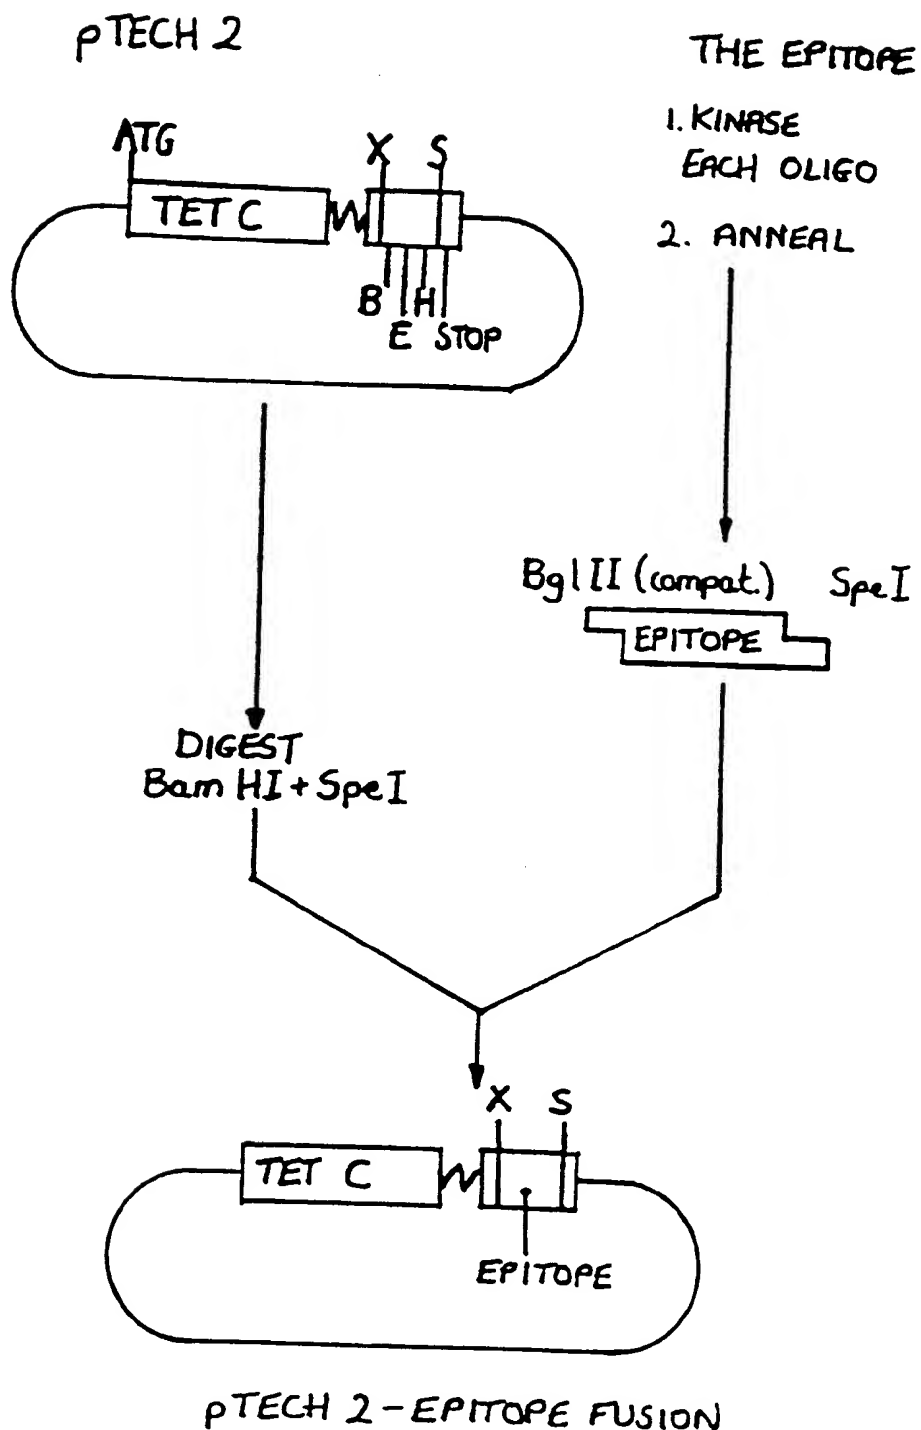 pTECH 2
ATG
X S
TET C
B H
E STOP
THE EPITOPE
1. KINASE
EACH OLIGO
2. ANNEAL
BglII (compat.) SpeI
EPITOPE
DIGEST
Bam HI + SpeI
X S
TET C
EPITOPE
pTECH 2 - EPITOPE FUSION